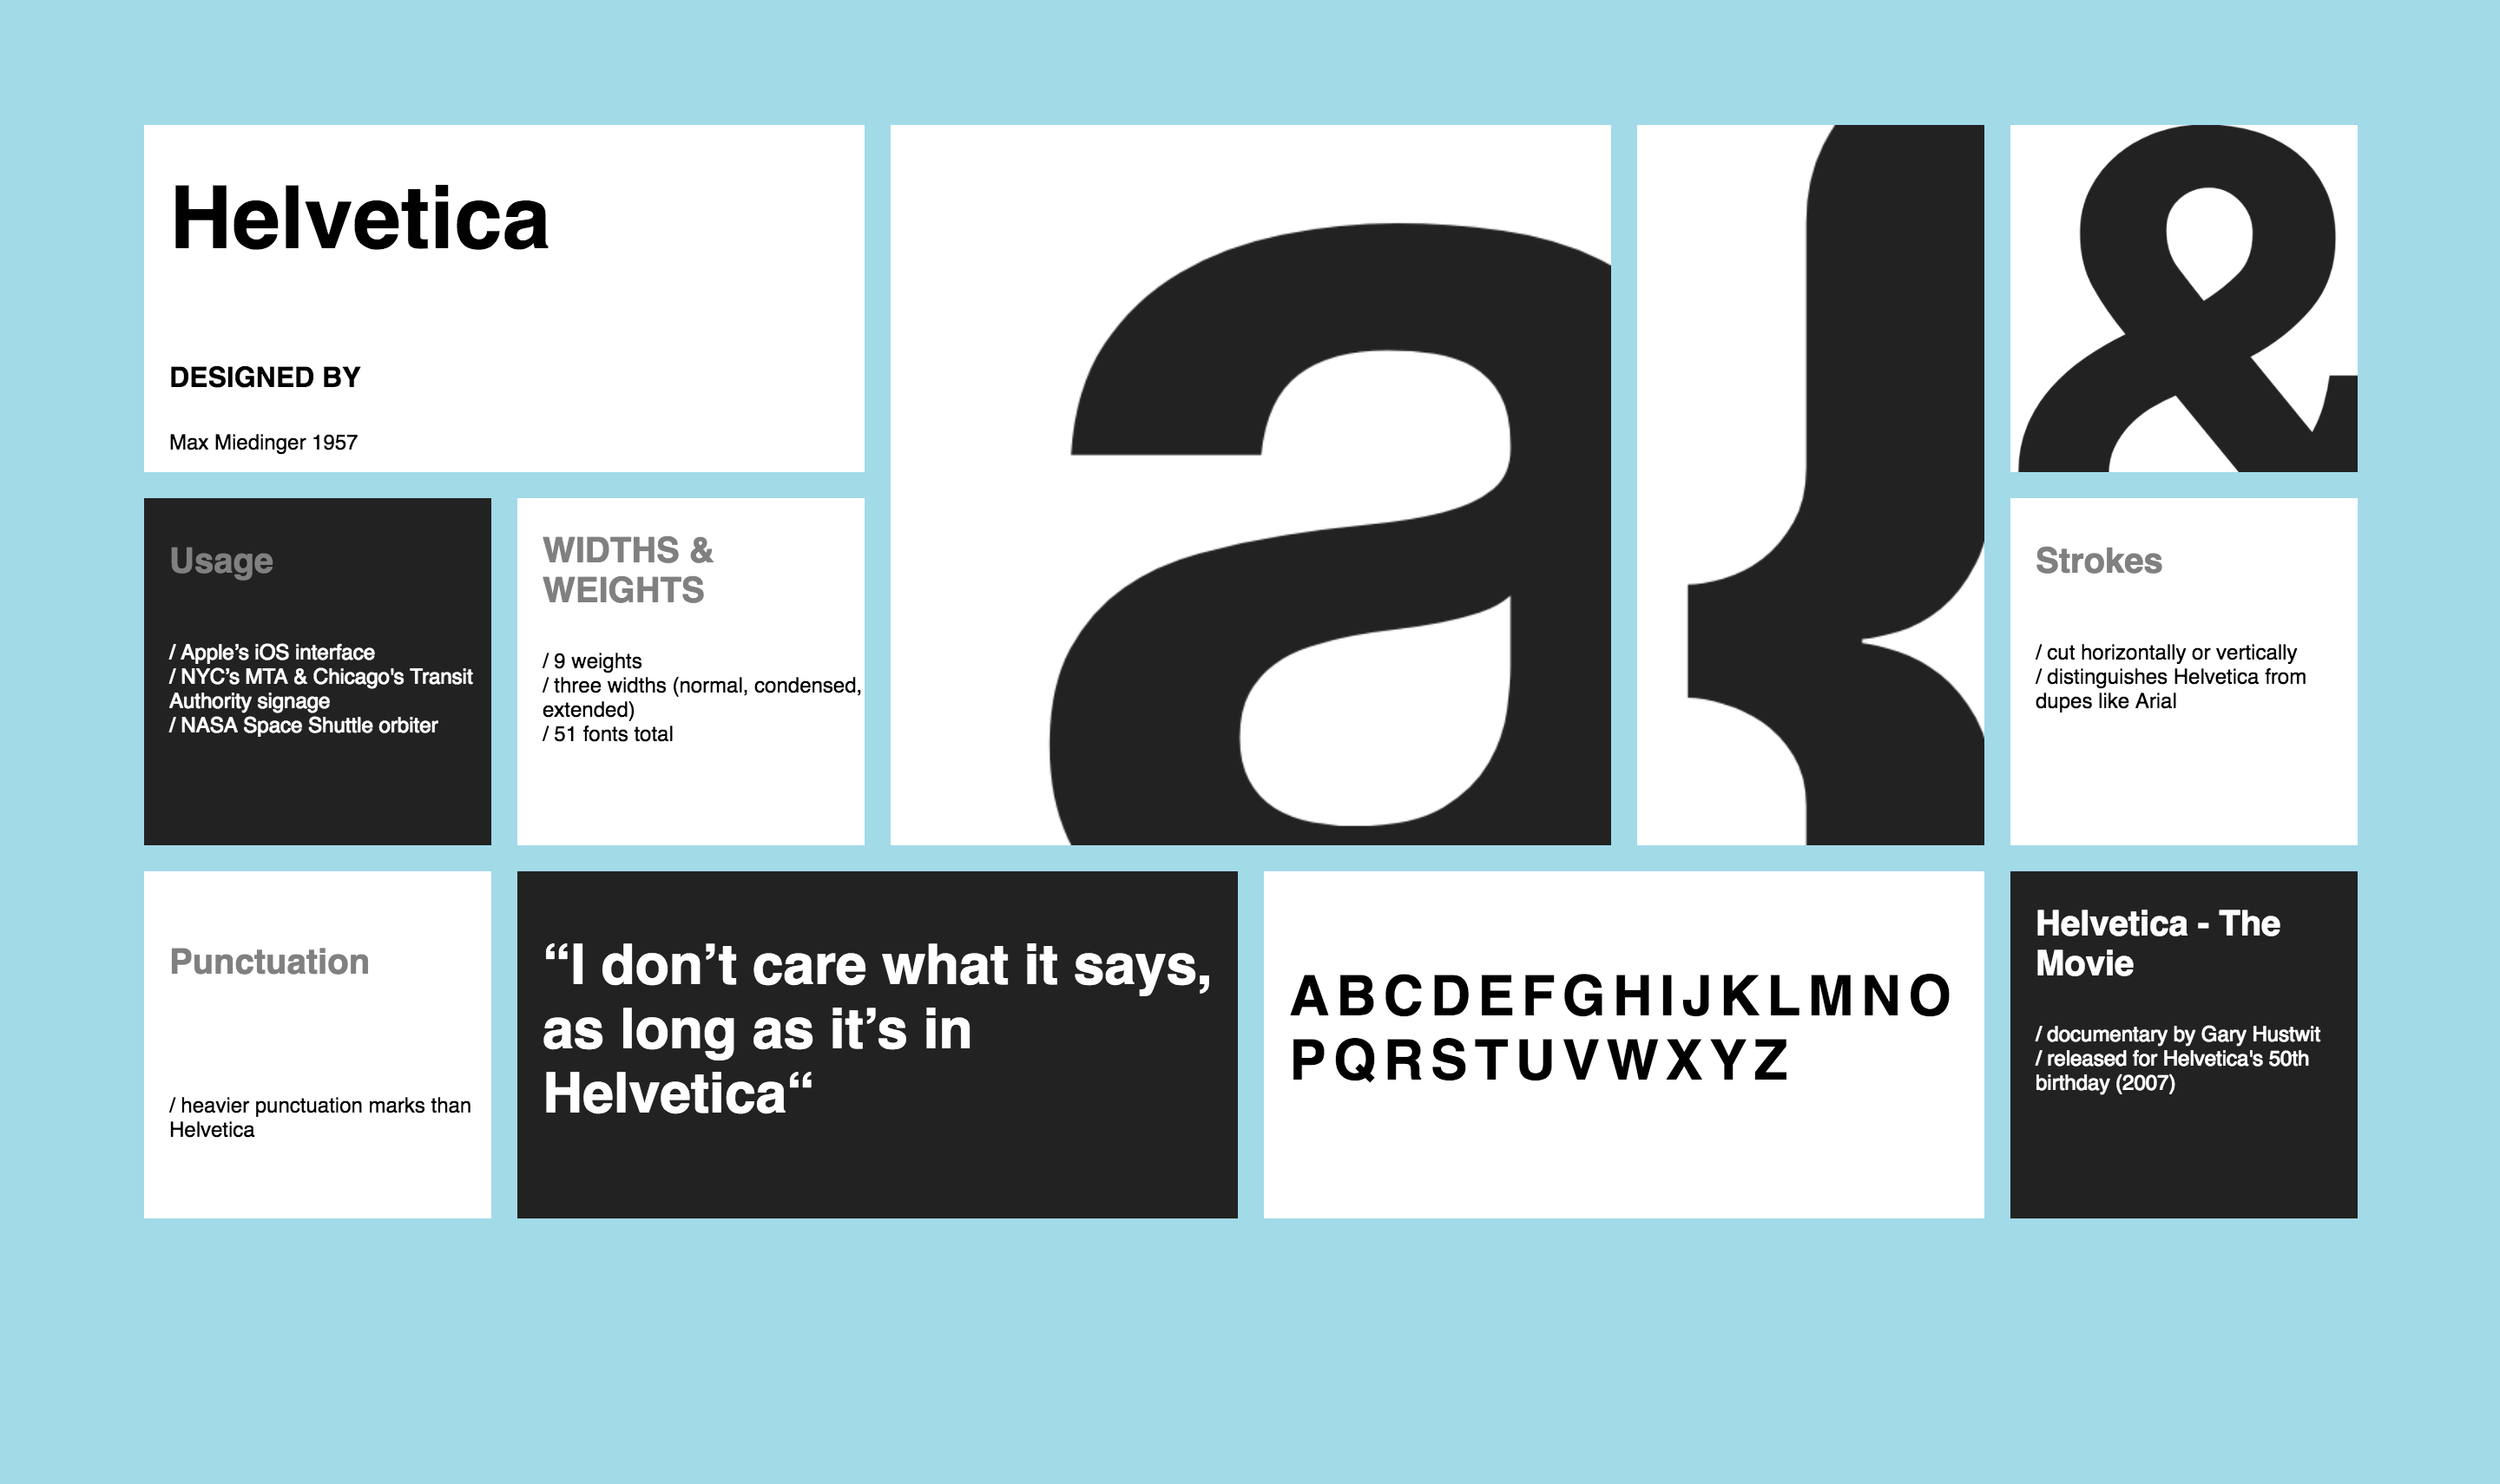 Helvetica
DESIGNED BY
Max Miedinger 1957
a
{
&
Usage
/ Apple’s iOS interface
/ NYC’s MTA & Chicago's Transit
Authority signage
/ NASA Space Shuttle orbiter
WIDTHS &
WEIGHTS
/ 9 weights
/ three widths (normal, condensed,
extended)
/ 51 fonts total
Strokes
/ cut horizontally or vertically
/ distinguishes Helvetica from
dupes like Arial
Punctuation
/ heavier punctuation marks than
Helvetica
“I don’t care what it says,
as long as it’s in
Helvetica“
ABCDEFGHIJKLMNO
PQRSTUVWXYZ
Helvetica - The
Movie
/ documentary by Gary Hustwit
/ released for Helvetica's 50th
birthday (2007)